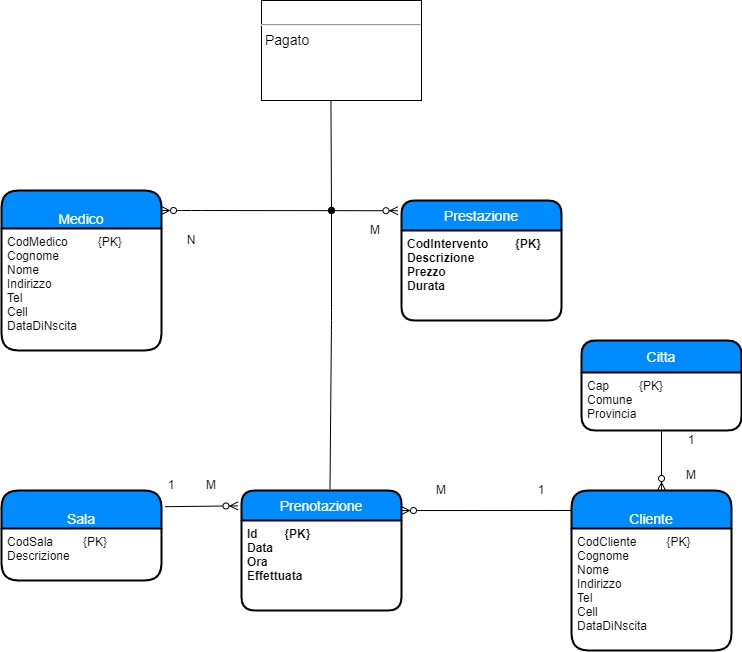 Pagato
Medico
CodMedico {PK}
Cognome
Nome
Indirizzo
Tel
Cell
DataDiNscita
N
M
Prestazione
CodIntervento {PK}
Descrizione
Prezzo
Durata
Citta
Cap {PK}
Comune
Provincia
1
M
Sala
CodSala {PK}
Descrizione
1
M
Prenotazione
Id {PK}
Data
Ora
Effettuata
M
1
Cliente
CodCliente {PK}
Cognome
Nome
Indirizzo
Tel
Cell
DataDiNscita